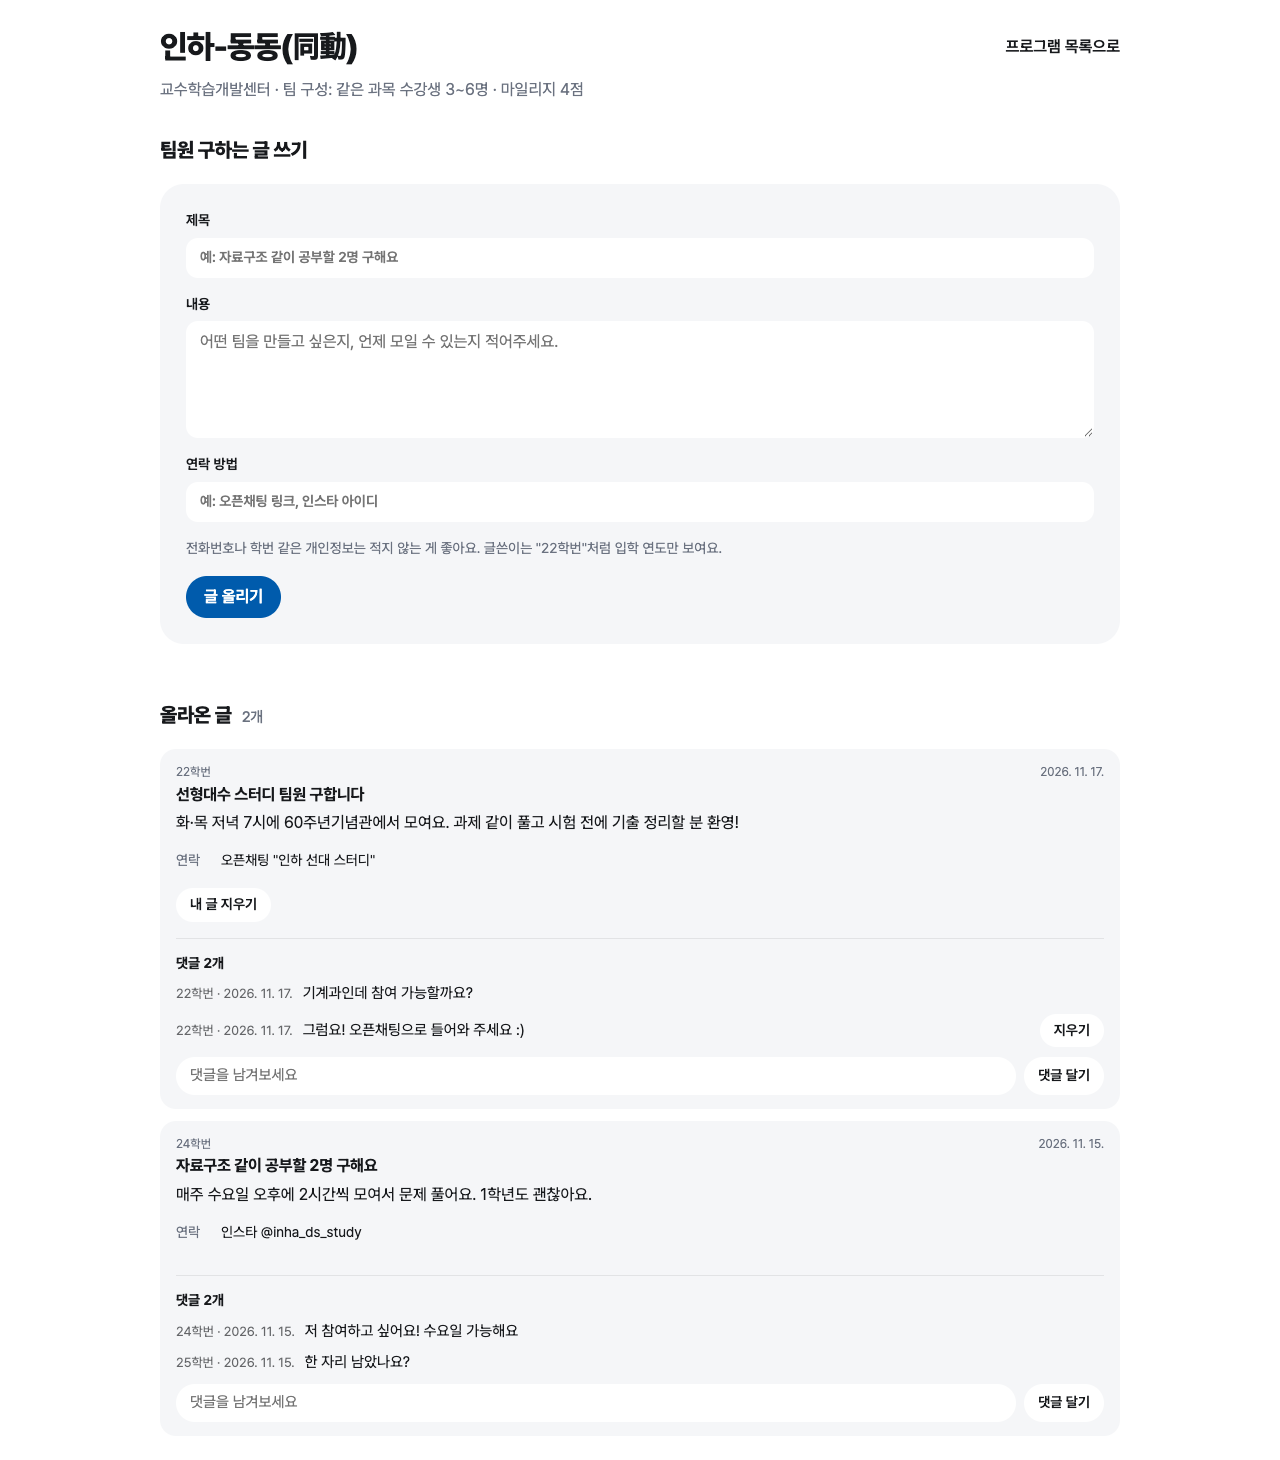 인하-동동(同動)
프로그램 목록으로
교수학습개발센터 · 팀 구성: 같은 과목 수강생 3~6명 · 마일리지 4점
팀원 구하는 글 쓰기
제목
예: 자료구조 같이 공부할 2명 구해요
내용
어떤 팀을 만들고 싶은지, 언제 모일 수 있는지 적어주세요.
연락 방법
예: 오픈채팅 링크, 인스타 아이디
전화번호나 학번 같은 개인정보는 적지 않는 게 좋아요. 글쓴이는 "22학번"처럼 입학 연도만 보여요.
글 올리기
올라온 글 2개
22학번 2026. 11. 17.
선형대수 스터디 팀원 구합니다
화·목 저녁 7시에 60주년기념관에서 모여요. 과제 같이 풀고 시험 전에 기출 정리할 분 환영!
연락 오픈채팅 "인하 선대 스터디"
내 글 지우기
댓글 2개
22학번 · 2026. 11. 17. 기계과인데 참여 가능할까요?
22학번 · 2026. 11. 17. 그럼요! 오픈채팅으로 들어와 주세요 :) 지우기
댓글을 남겨보세요 댓글 달기
24학번 2026. 11. 15.
자료구조 같이 공부할 2명 구해요
매주 수요일 오후에 2시간씩 모여서 문제 풀어요. 1학년도 괜찮아요.
연락 인스타 @inha_ds_study
댓글 2개
24학번 · 2026. 11. 15. 저 참여하고 싶어요! 수요일 가능해요
25학번 · 2026. 11. 15. 한 자리 남았나요?
댓글을 남겨보세요 댓글 달기